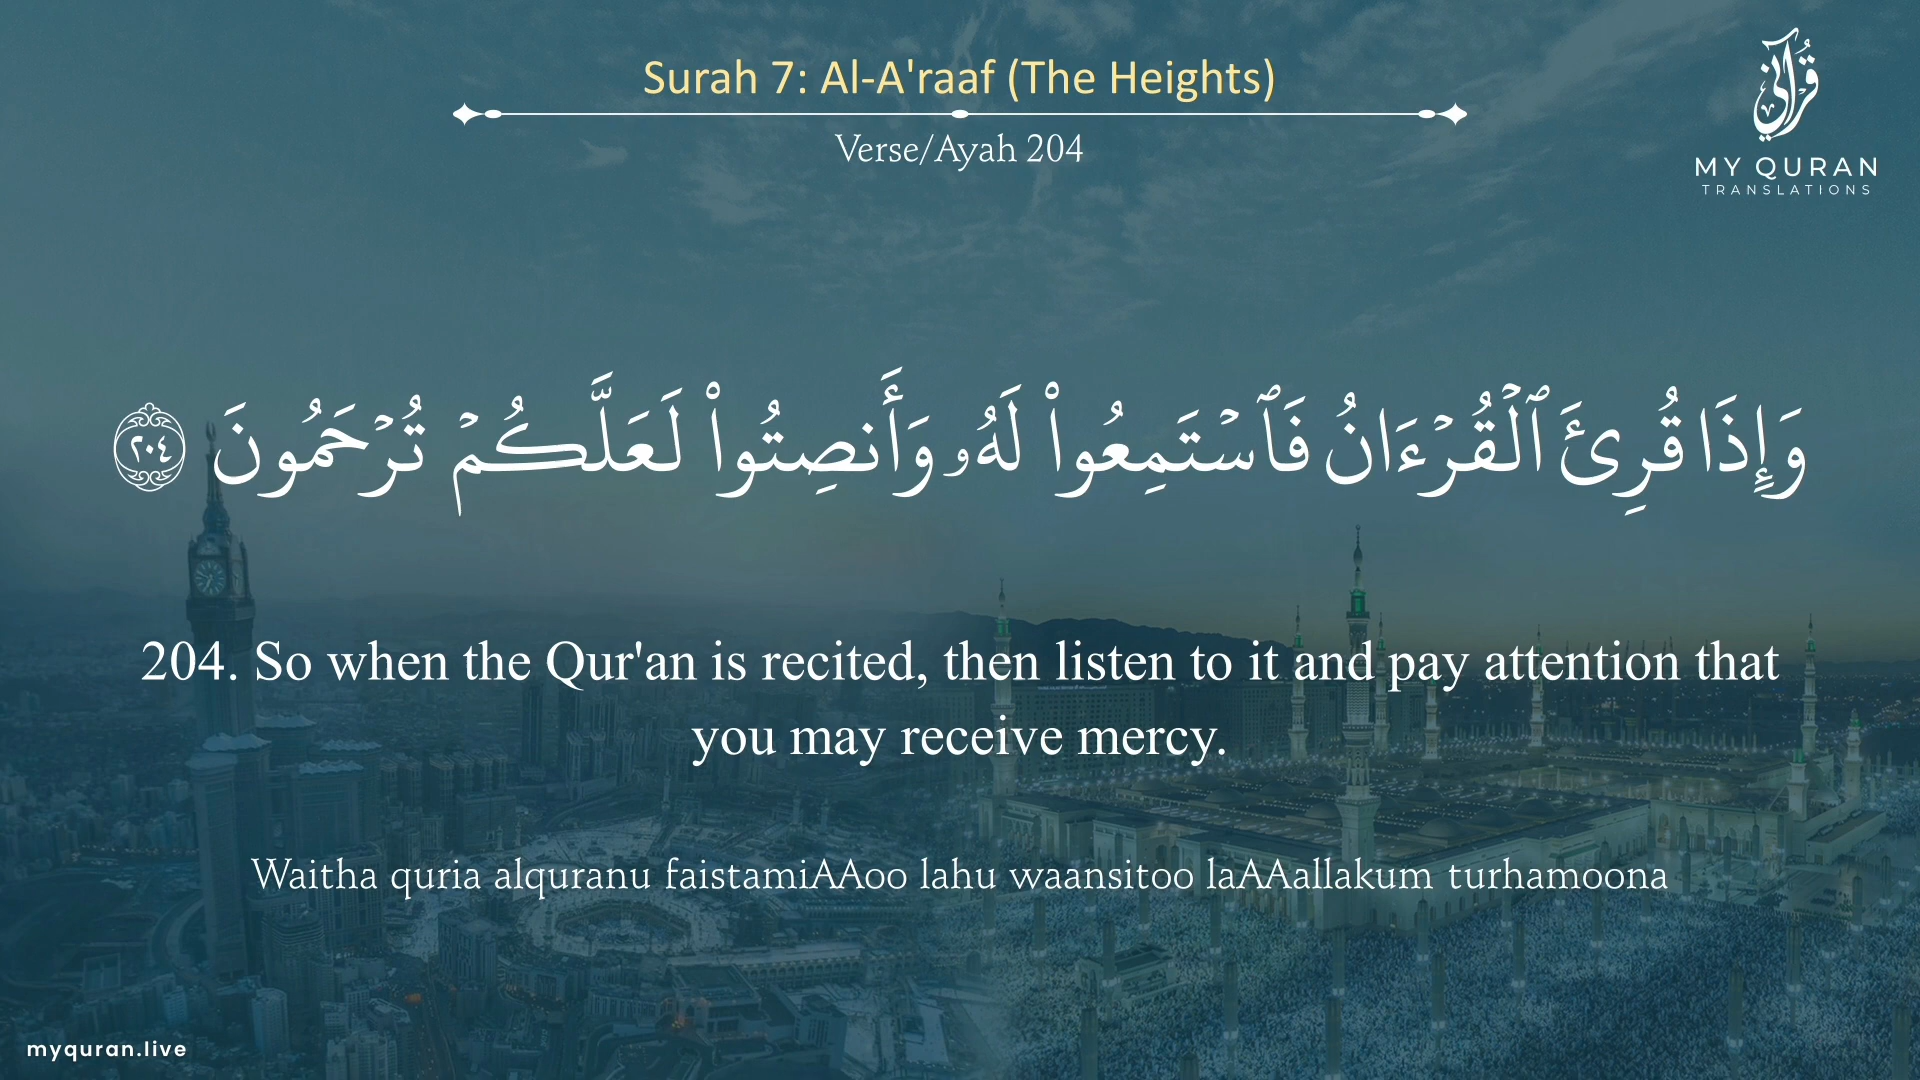 Surah 7: Al-A'raaf (The Heights)
Verse/Ayah 204
قُرآني
MY QURAN
TRANSLATIONS
وَإِذَا قُرِئَ ٱلْقُرْءَانُ فَٱسْتَمِعُوا۟ لَهُۥ وَأَنصِتُوا۟ لَعَلَّكُمْ تُرْحَمُونَ ٢٠٤
204. So when the Qur'an is recited, then listen to it and pay attention that
you may receive mercy.
Waitha quria alquranu faistamiAAoo lahu waansitoo laAAallakum turhamoona
myquran.live